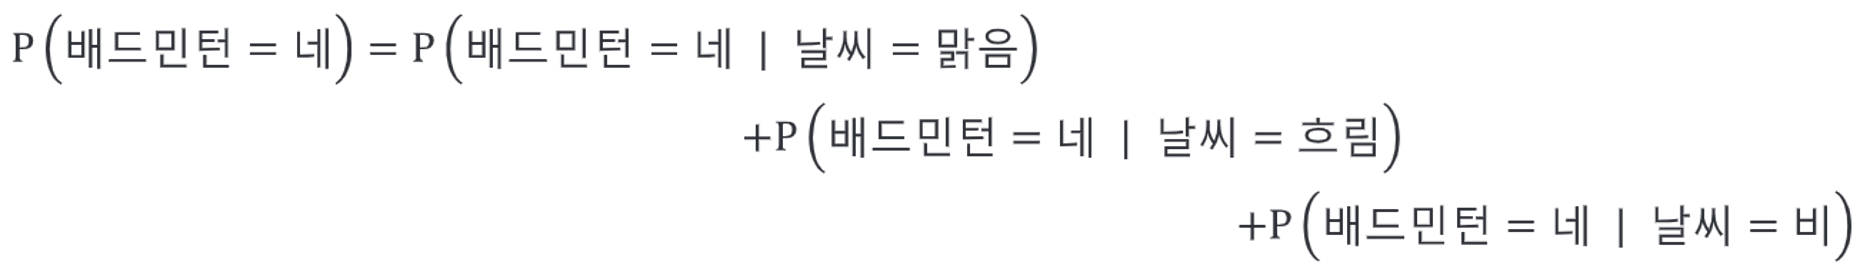 P(배드민턴 = 네) = P(배드민턴 = 네 | 날씨 = 맑음)
+P(배드민턴 = 네 | 날씨 = 흐림)
+P(배드민턴 = 네 | 날씨 = 비)